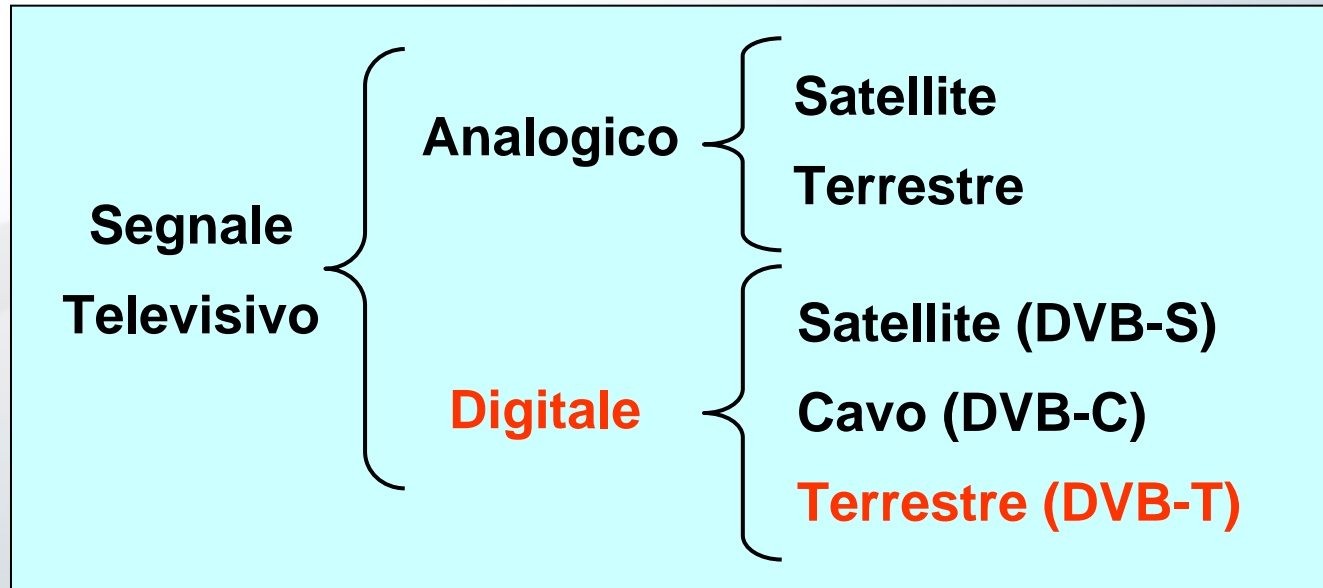 Segnale
Televisivo
Analogico
Satellite
Terrestre
Digitale
Satellite (DVB-S)
Cavo (DVB-C)
Terrestre (DVB-T)